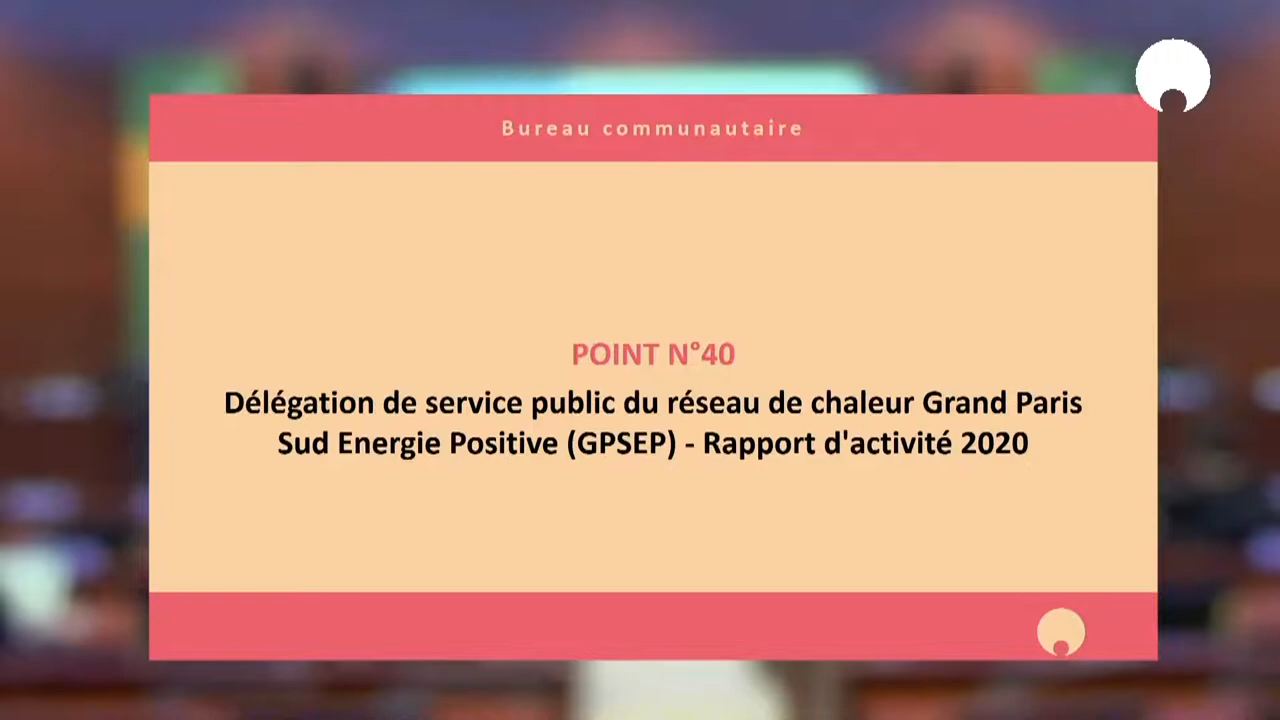 Bureau communautaire
POINT N°40
Délégation de service public du réseau de chaleur Grand Paris
Sud Energie Positive (GPSEP) - Rapport d'activité 2020